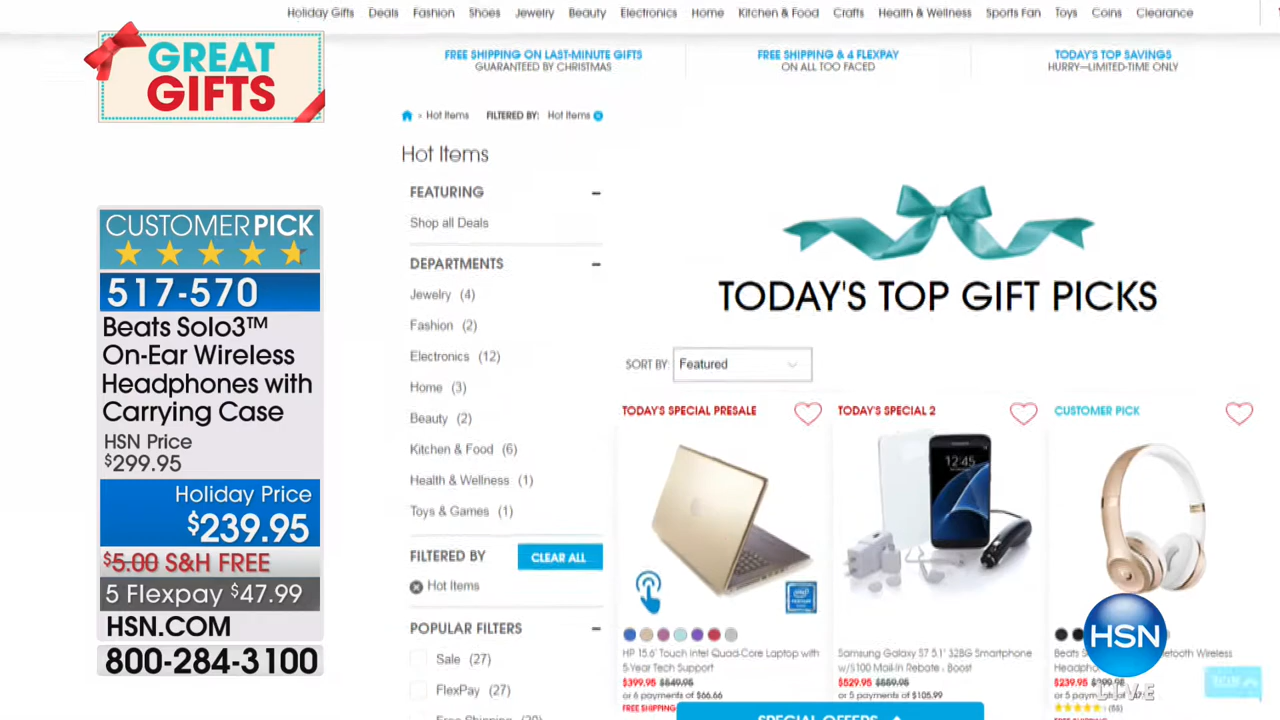 Holiday Gifts Deals Fashion Shoes Jewelry Beauty Electronics Home Kitchen & Food Crafts Health & Wellness Sports Fan Toys Coins Clearance
GREAT
GIFTS
FREE SHIPPING ON LAST-MINUTE GIFTS
GUARANTEED BY CHRISTMAS
FREE SHIPPING & 4 FLEXPAY
ON ALL TOO FACED
TODAY'S TOP SAVINGS
HURRY—LIMITED-TIME ONLY
CUSTOMER PICK
517-570
Beats Solo3™
On-Ear Wireless
Headphones with
Carrying Case
HSN Price
$299.95
Holiday Price
$239.95
$5.00 S&H FREE
5 Flexpay $47.99
HSN.COM
800-284-3100
» Hot Items FILTERED BY: Hot Items
Hot Items
FEATURING
Shop all Deals
DEPARTMENTS
Jewelry (4)
Fashion (2)
Electronics (12)
Home (3)
Beauty (2)
Kitchen & Food (6)
Health & Wellness (1)
Toys & Games (1)
FILTERED BY CLEAR ALL
Hot Items
POPULAR FILTERS
Sale (27)
FlexPay (27)
Free Shipping
TODAY'S TOP GIFT PICKS
SORT BY: Featured
TODAY'S SPECIAL PRESALE
HP 15.6" Touch Intel Quad-Core Laptop with
5-Year Tech Support
$399.95 $849.95
or 6 payments of $66.66
FREE SHIPPING
TODAY'S SPECIAL 2
12:45
Samsung Galaxy S7 5.1" 32GB Smartphone
w/$100 Mail-In Rebate - Boost
$529.95 $559.95
or 5 payments of $105.99
CUSTOMER PICK
Beats Wireless
$239.95
or 5
SPECIAL OFFERS
HSN
LIVE